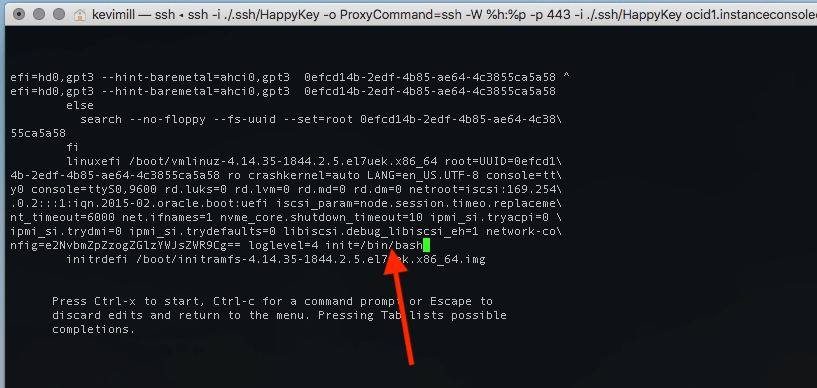 kevimill — ssh ◂ ssh -i ./.ssh/HappyKey -o ProxyCommand=ssh -W %h:%p -p 443 -i ./.ssh/HappyKey ocid1.instanceconsolec
efi=hd0,gpt3 --hint-baremetal=ahci0,gpt3  0efcd14b-2edf-4b85-ae64-4c3855ca5a58 ^
efi=hd0,gpt3 --hint-baremetal=ahci0,gpt3  0efcd14b-2edf-4b85-ae64-4c3855ca5a58
else
search --no-floppy --fs-uuid --set=root 0efcd14b-2edf-4b85-ae64-4c38\
55ca5a58
fi
linuxefi /boot/vmlinuz-4.14.35-1844.2.5.el7uek.x86_64 root=UUID=0efcd1\
4b-2edf-4b85-ae64-4c3855ca5a58 ro crashkernel=auto LANG=en_US.UTF-8 console=tt\
y0 console=ttyS0,9600 rd.luks=0 rd.lvm=0 rd.md=0 rd.dm=0 netroot=iscsi:169.254\
.0.2:::1:iqn.2015-02.oracle.boot:uefi iscsi_param=node.session.timeo.replaceme\
nt_timeout=6000 net.ifnames=1 nvme_core.shutdown_timeout=10 ipmi_si.tryacpi=0 \
ipmi_si.trydmi=0 ipmi_si.trydefaults=0 libiscsi.debug_libiscsi_eh=1 network-co\
nfig=e2NvbmZpZzogZGlzYWJsZWR9Cg== loglevel=4 init=/bin/bash
initrdefi /boot/initramfs-4.14.35-1844.2.5.el7uek.x86_64.img
Press Ctrl-x to start, Ctrl-c for a command prompt or Escape to
discard edits and return to the menu. Pressing Tab lists possible
completions.